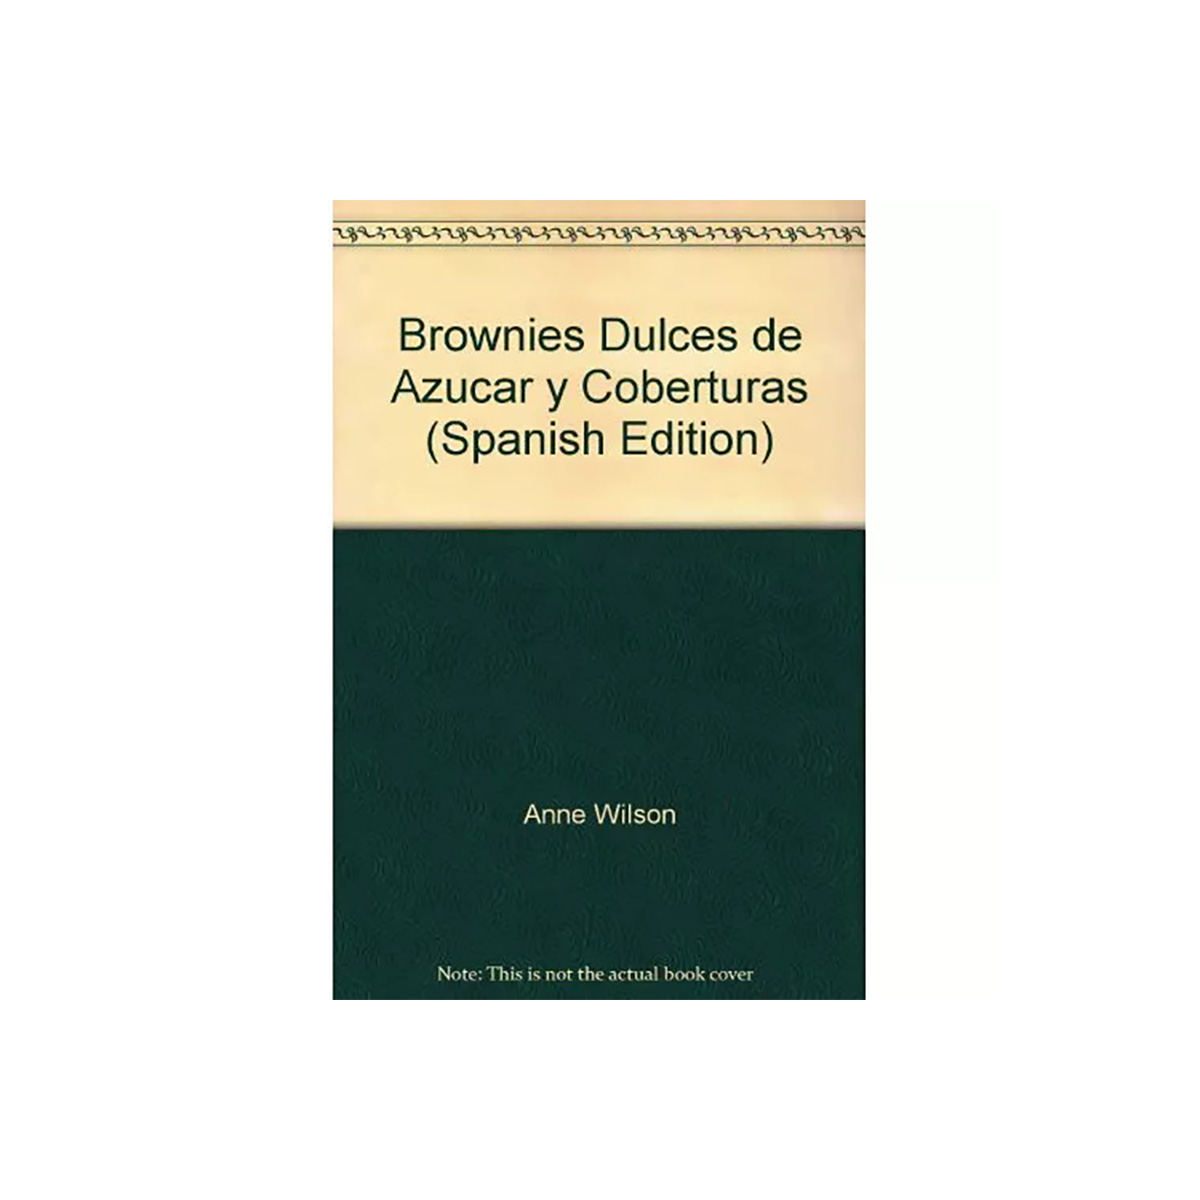 Brownies Dulces de
Azucar y Coberturas
(Spanish Edition)
Anne Wilson
Note: This is not the actual book cover